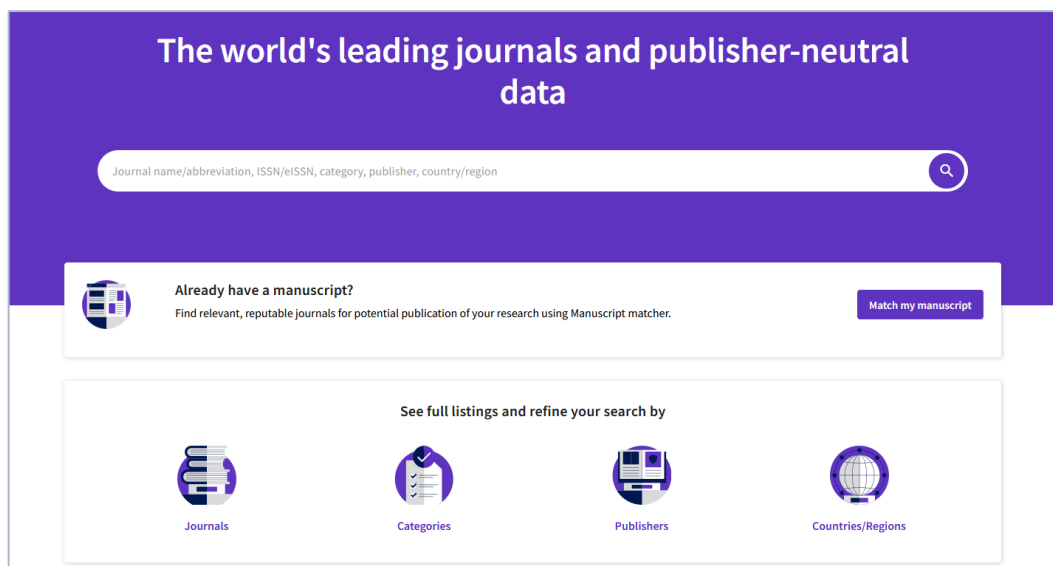 The world's leading journals and publisher-neutral
data
Journal name/abbreviation, ISSN/eISSN, category, publisher, country/region
Already have a manuscript?
Find relevant, reputable journals for potential publication of your research using Manuscript matcher.
Match my manuscript
See full listings and refine your search by
Journals
Categories
Publishers
Countries/Regions